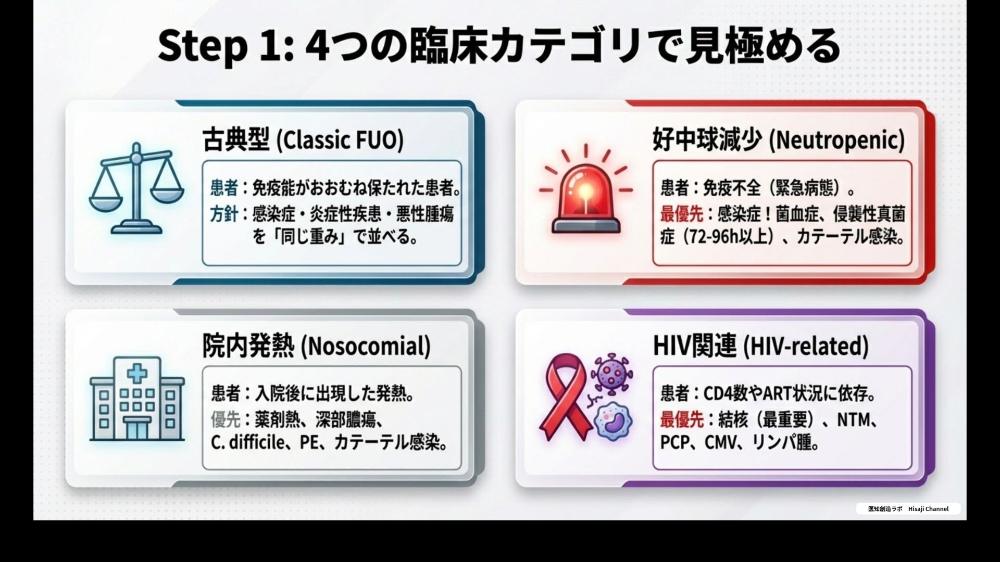 Step 1: 4つの臨床カテゴリで見極める
古典型 (Classic FUO)
患者：免疫能がおおむね保たれた患者。
方針：感染症・炎症性疾患・悪性腫瘍
を「同じ重み」で並べる。
好中球減少 (Neutropenic)
患者：免疫不全（緊急病態）。
最優先：感染症！菌血症、侵襲性真菌
症（72-96h以上）、カテーテル感染。
院内発熱 (Nosocomial)
患者：入院後に出現した発熱。
優先：薬剤熱、深部膿瘍、
C. difficile、PE、カテーテル感染。
HIV関連 (HIV-related)
患者：CD4数やART状況に依存。
最優先：結核（最重要）、NTM、
PCP、CMV、リンパ腫。
医知創造ラボ　Hisaji Channel